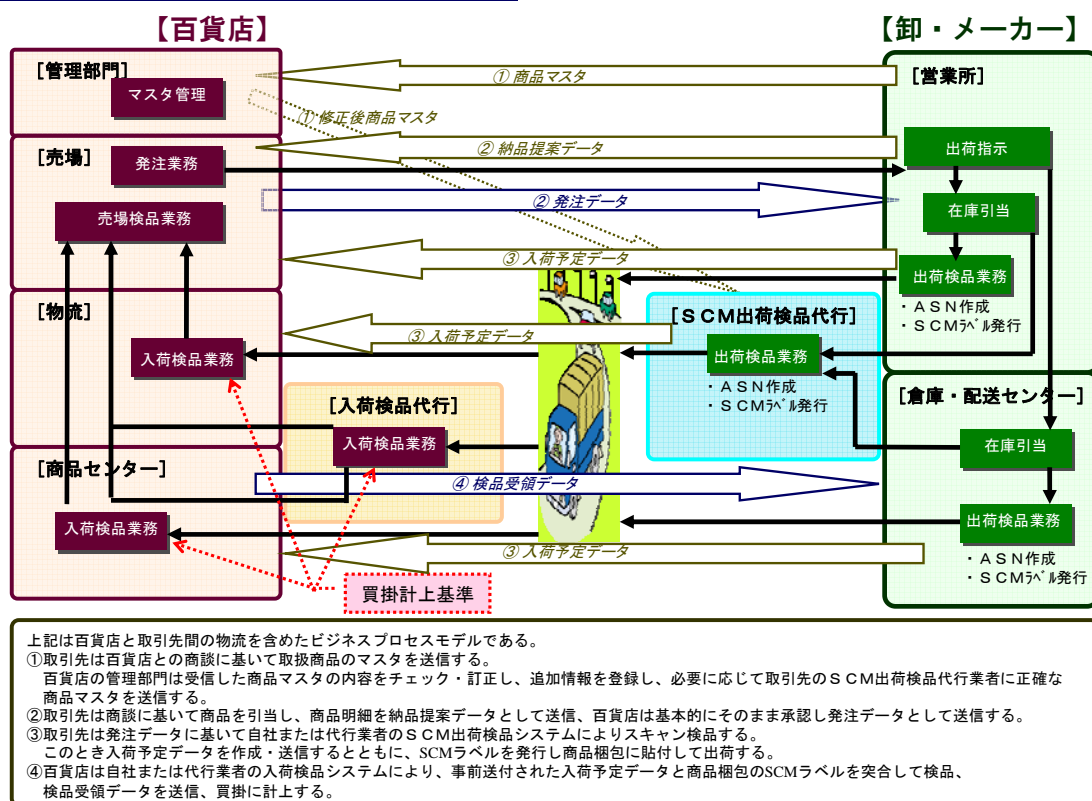 【百貨店】
【卸・メーカー】
[管理部門]
マスタ管理
① 商品マスタ
[営業所]
① 修正後商品マスタ
[売場]
発注業務
② 納品提案データ
出荷指示
売場検品業務
② 発注データ
在庫引当
③ 入荷予定データ
出荷検品業務
・ＡＳＮ作成
・ＳＣＭﾗﾍﾞﾙ発行
[物流]
入荷検品業務
③ 入荷予定データ
[ＳＣＭ出荷検品代行]
出荷検品業務
・ＡＳＮ作成
・ＳＣＭﾗﾍﾞﾙ発行
[入荷検品代行]
入荷検品業務
[倉庫・配送センター]
在庫引当
[商品センター]
④ 検品受領データ
入荷検品業務
出荷検品業務
・ＡＳＮ作成
・ＳＣＭﾗﾍﾞﾙ発行
③ 入荷予定データ
買掛計上基準
上記は百貨店と取引先間の物流を含めたビジネスプロセスモデルである。
①取引先は百貨店との商談に基いて取扱商品のマスタを送信する。
百貨店の管理部門は受信した商品マスタの内容をチェック・訂正し、追加情報を登録し、必要に応じて取引先のＳＣＭ出荷検品代行業者に正確な
商品マスタを送信する。
②取引先は商談に基いて商品を引当し、商品明細を納品提案データとして送信、百貨店は基本的にそのまま承認し発注データとして送信する。
③取引先は発注データに基いて自社または代行業者のＳＣＭ出荷検品システムによりスキャン検品する。
このとき入荷予定データを作成・送信するとともに、SCMラベルを発行し商品梱包に貼付して出荷する。
④百貨店は自社または代行業者の入荷検品システムにより、事前送付された入荷予定データと商品梱包のSCMラベルを突合して検品、
検品受領データを送信、買掛に計上する。